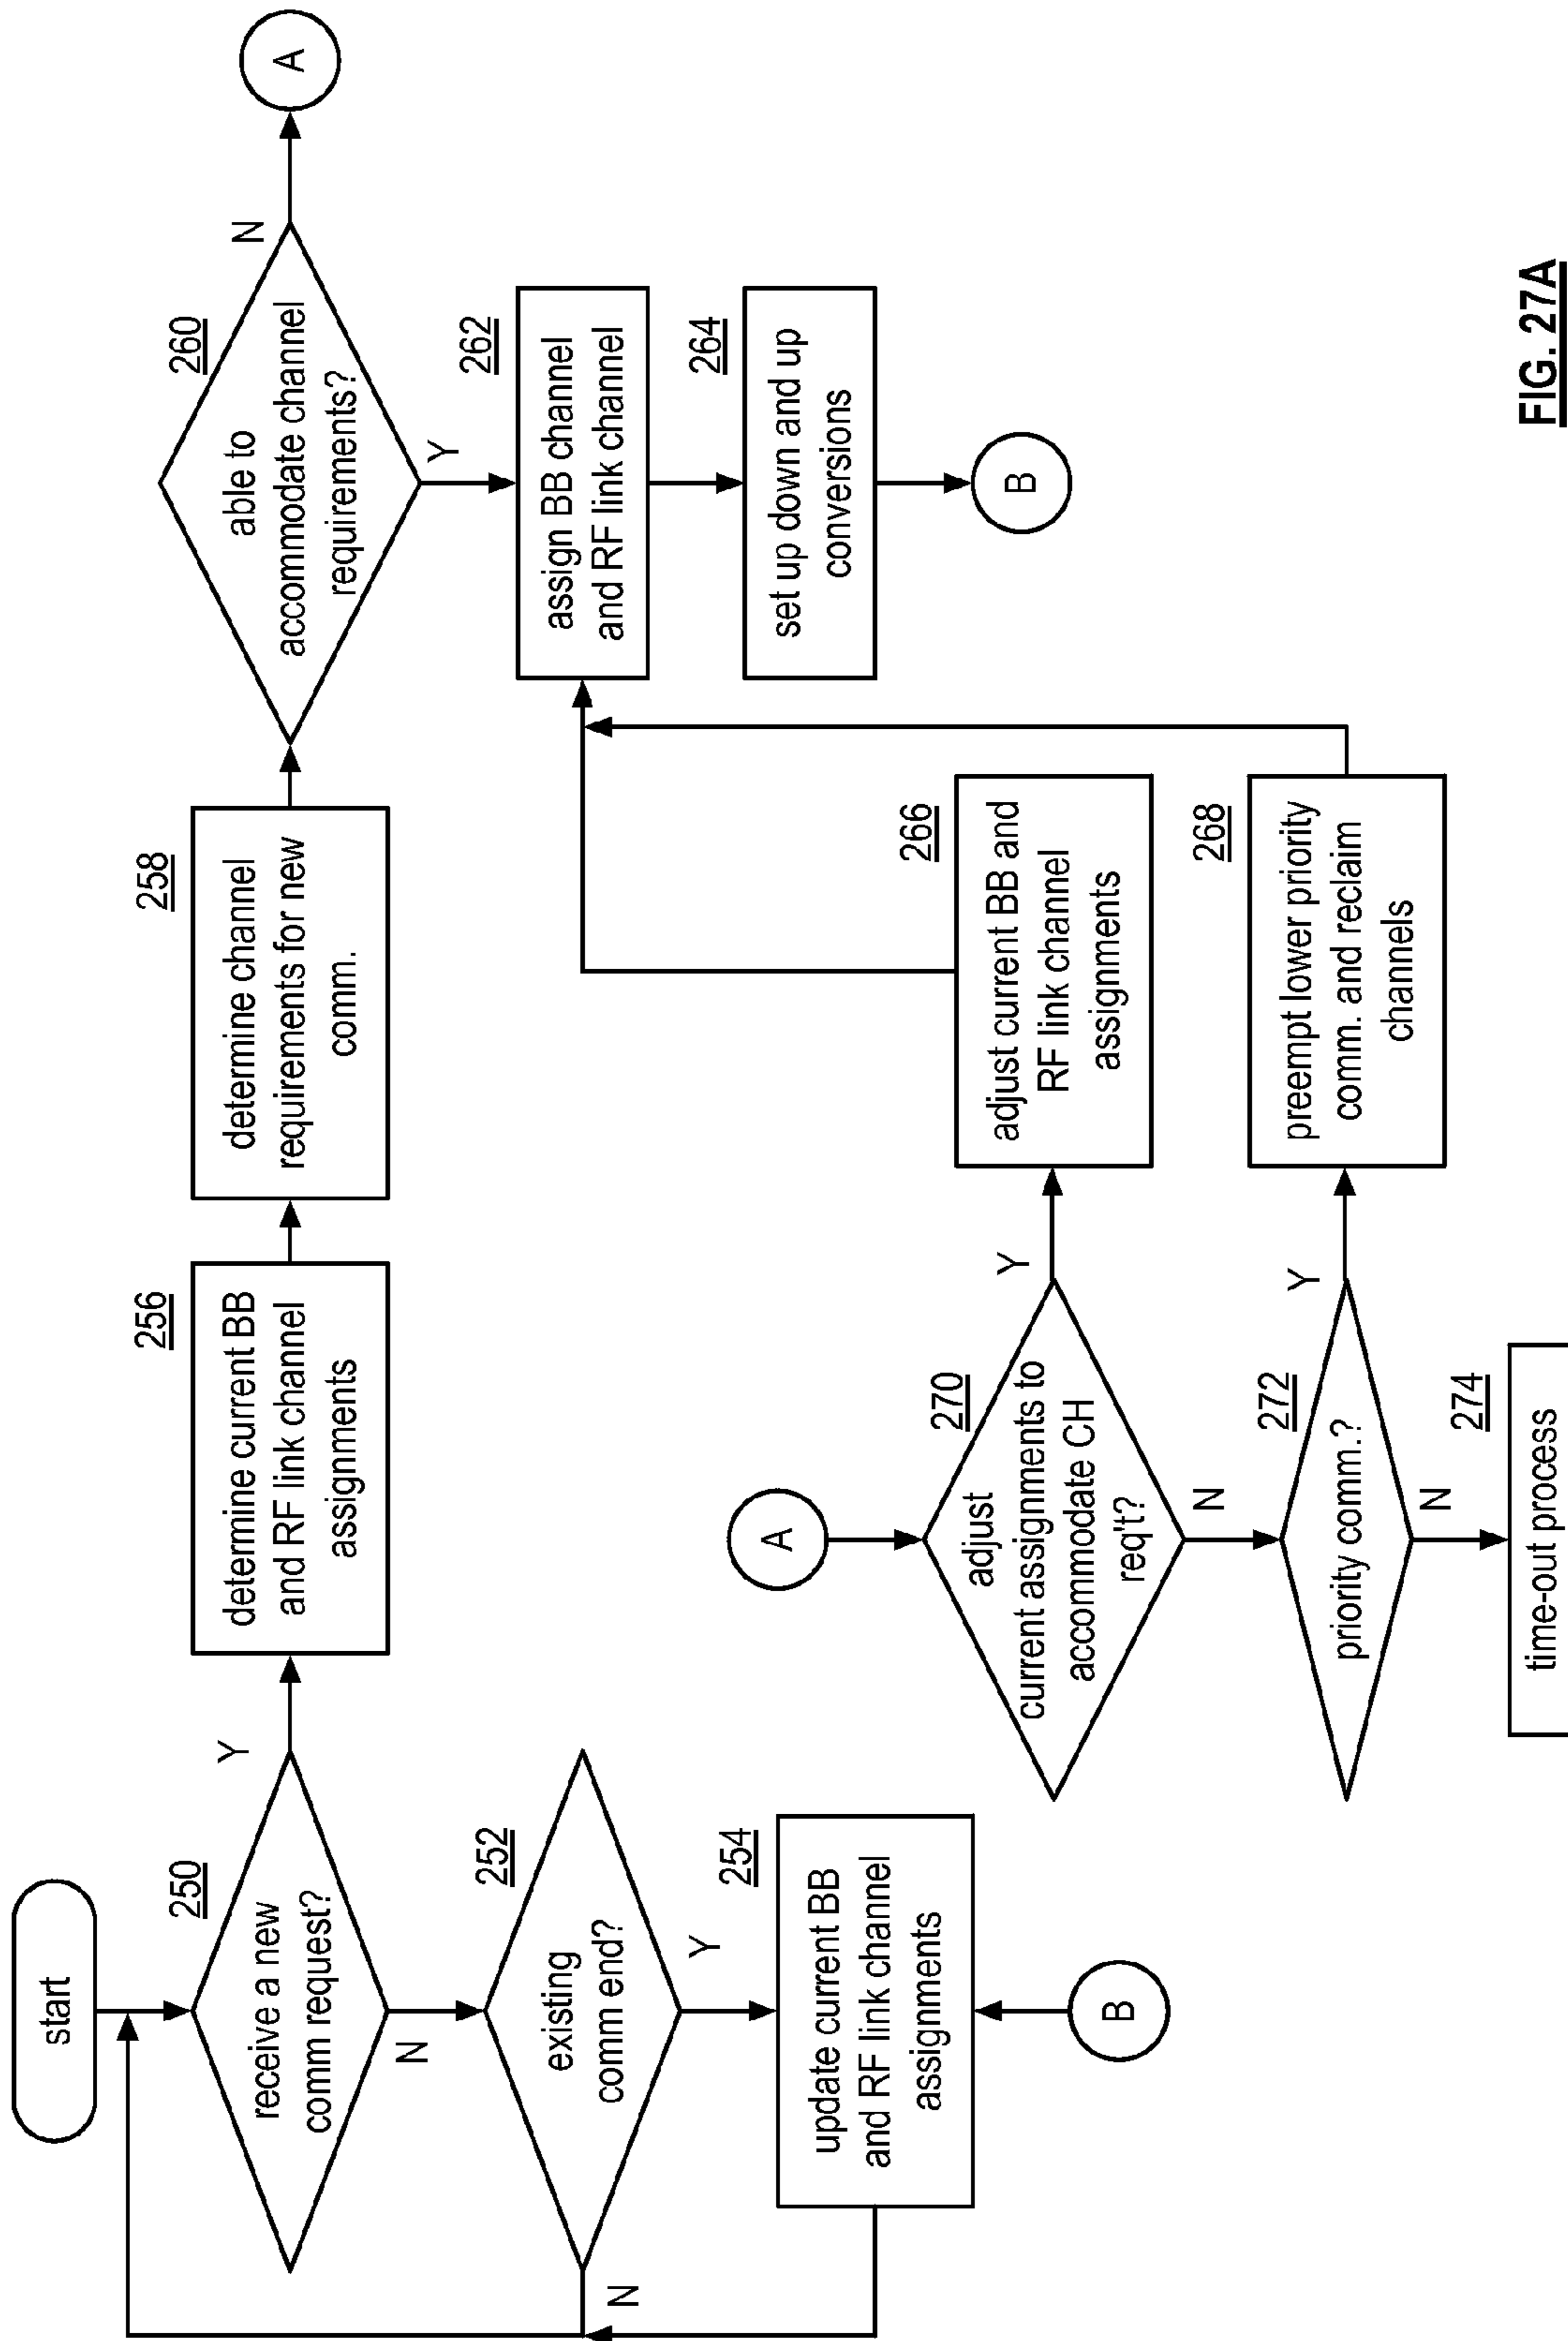 start
250
receive a new
comm request?
Y
N
252
existing
comm end?
N
Y
254
update current BB
and RF link channel
assignments
B
256
determine current BB
and RF link channel
assignments
258
determine channel
requirements for new
comm.
260
able to
accommodate channel
requirements?
N
A
Y
262
assign BB channel
and RF link channel
264
set up down and up
conversions
B
A
270
adjust
current assignments to
accommodate CH
req't?
Y
N
266
adjust current BB and
RF link channel
assignments
272
priority comm.?
Y
N
268
preempt lower priority
comm. and reclaim
channels
274
time-out process
FIG. 27A